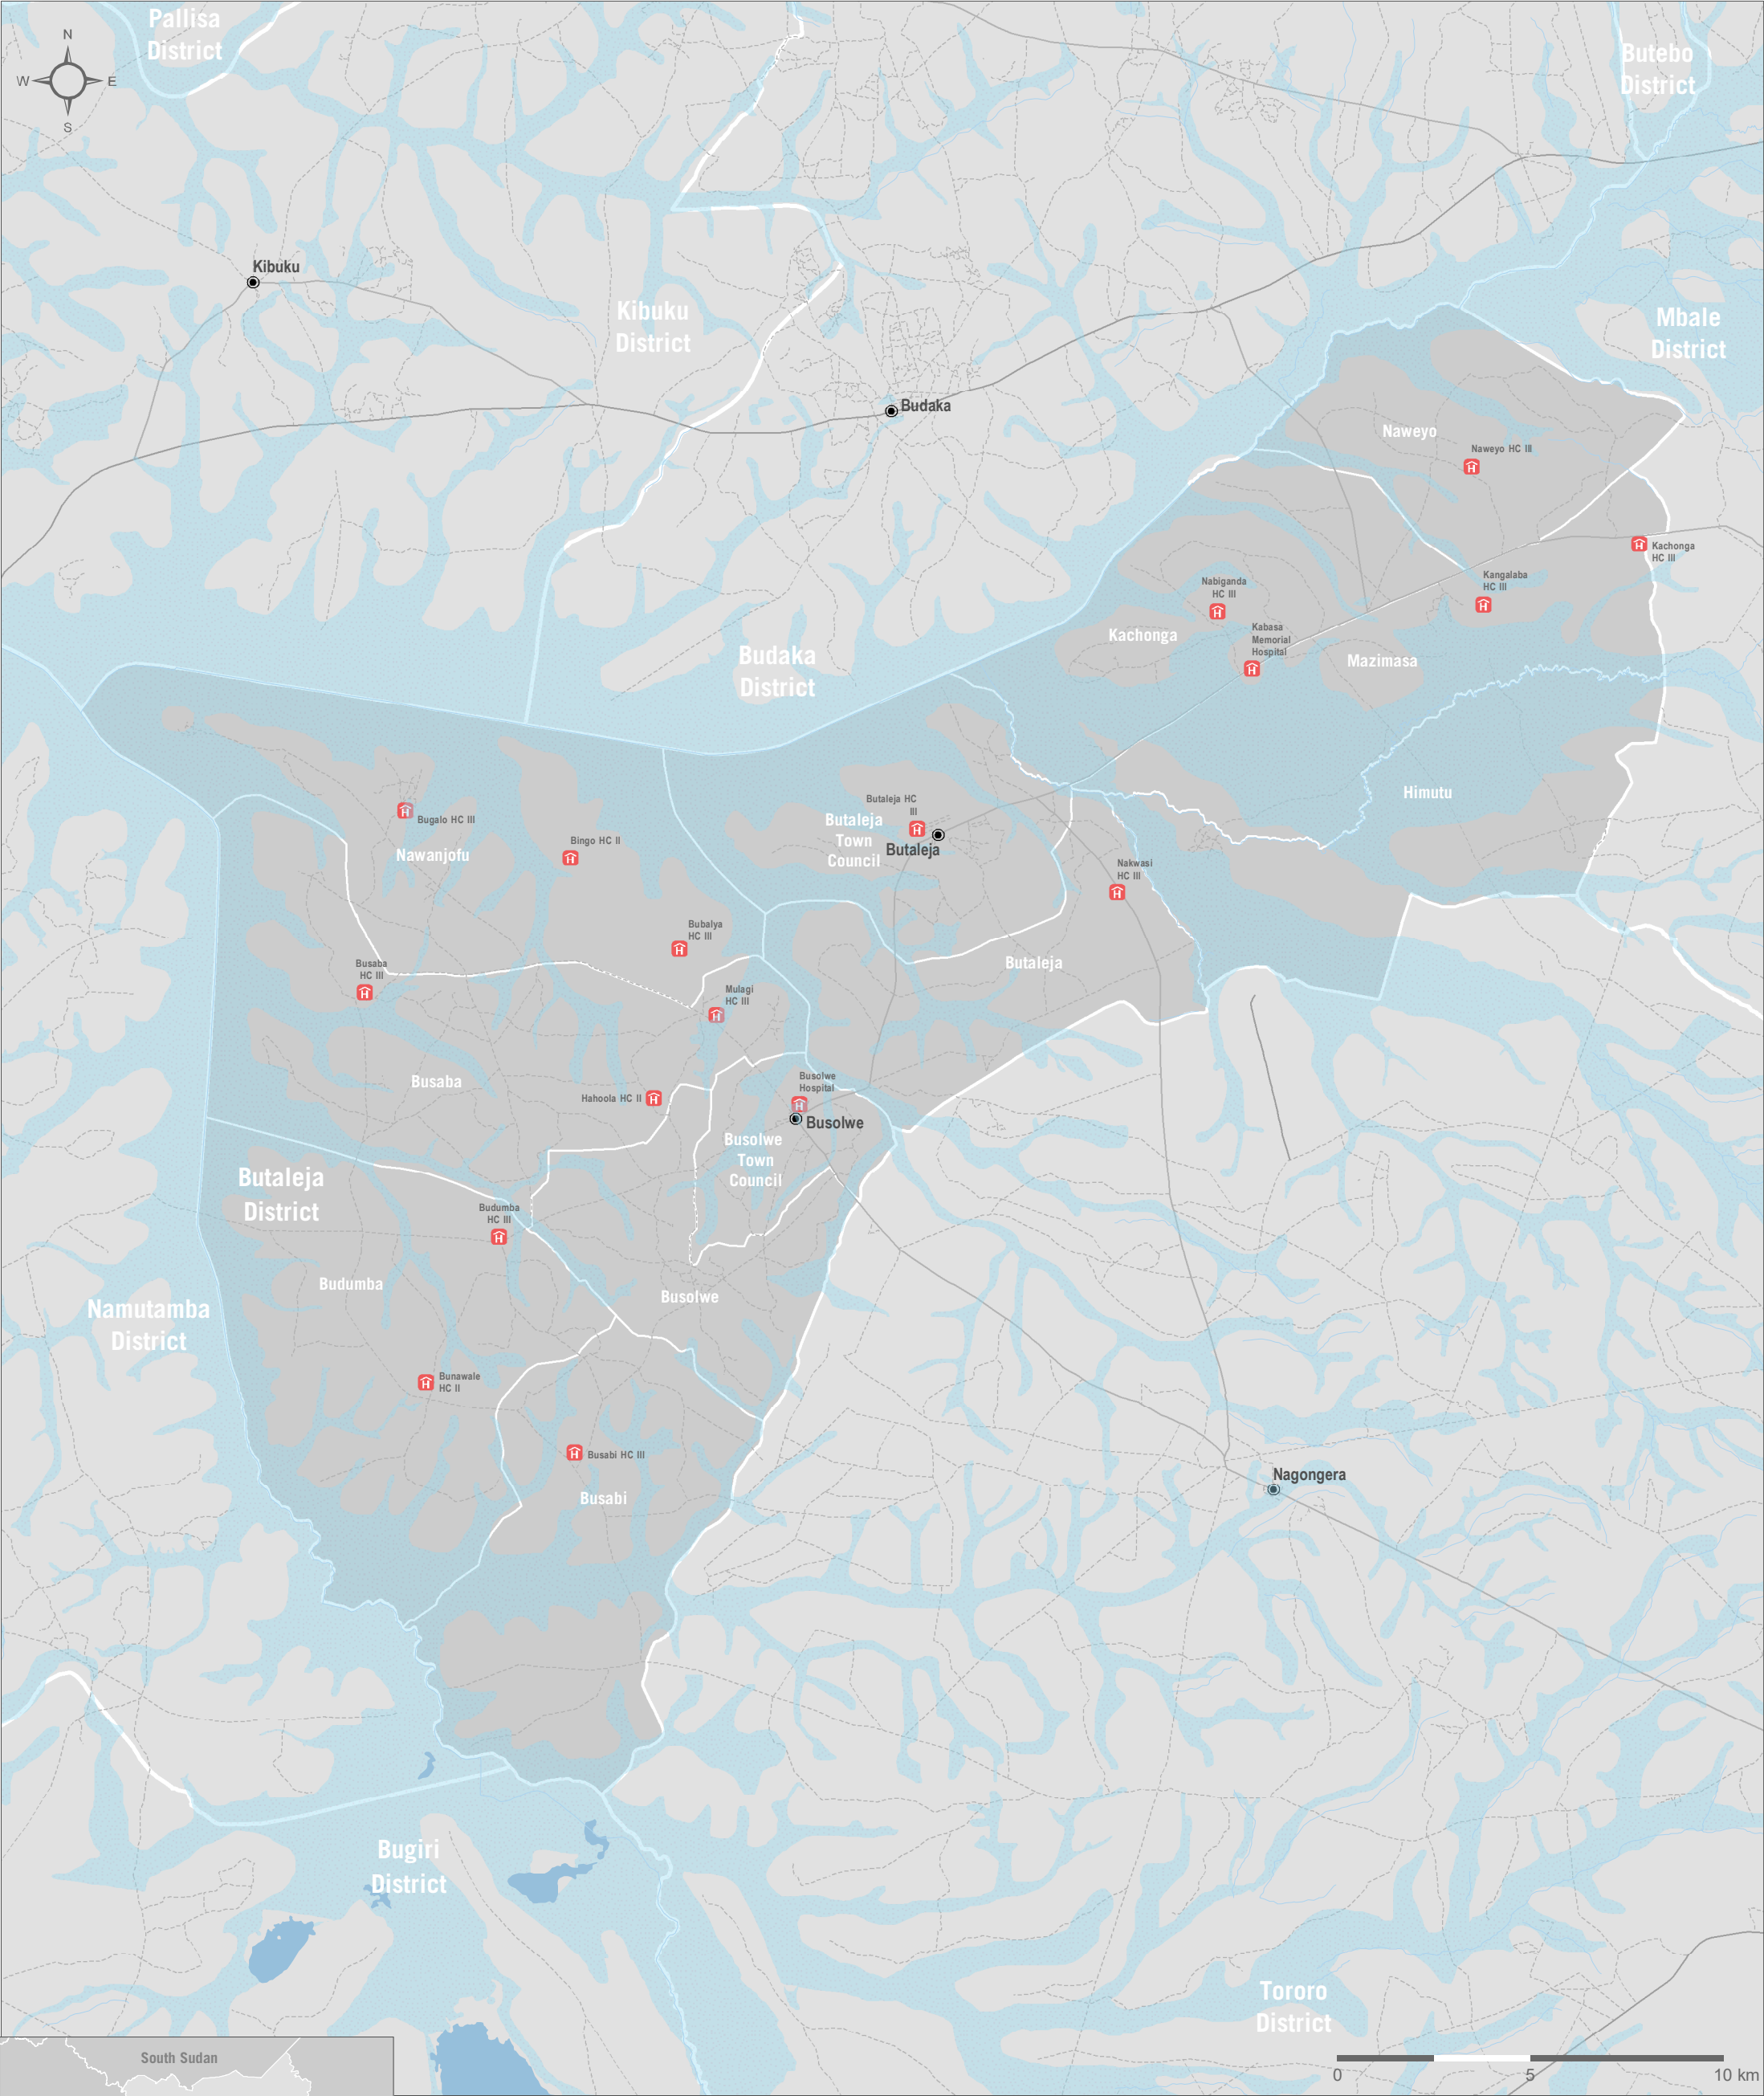 Pallisa
District
N
W
E
S
Butebo
District
Kibuku
Kibuku
District
Mbale
District
Budaka
Naweyo
Naweyo HC III
Kachonga
HC III
Kangalaba
HC III
Nabiganda
HC III
Kachonga
Kabasa
Memorial
Hospital
Mazimasa
Budaka
District
Himutu
Butaleja HC
III
Butaleja
Town
Council
Butaleja
Bugalo HC III
Nawanjofu
Bingo HC II
Nakwasi
HC III
Bubalya
HC III
Butaleja
Busaba
HC III
Mulagi
HC III
Busaba
Hahoola HC II
Busolwe
Hospital
Busolwe
Busolwe
Town
Council
Butaleja
District
Budumba
HC III
Budumba
Busolwe
Namutamba
District
Bunawale
HC II
Busabi HC III
Busabi
Nagongera
Bugiri
District
Tororo
District
South Sudan
0
5
10 km